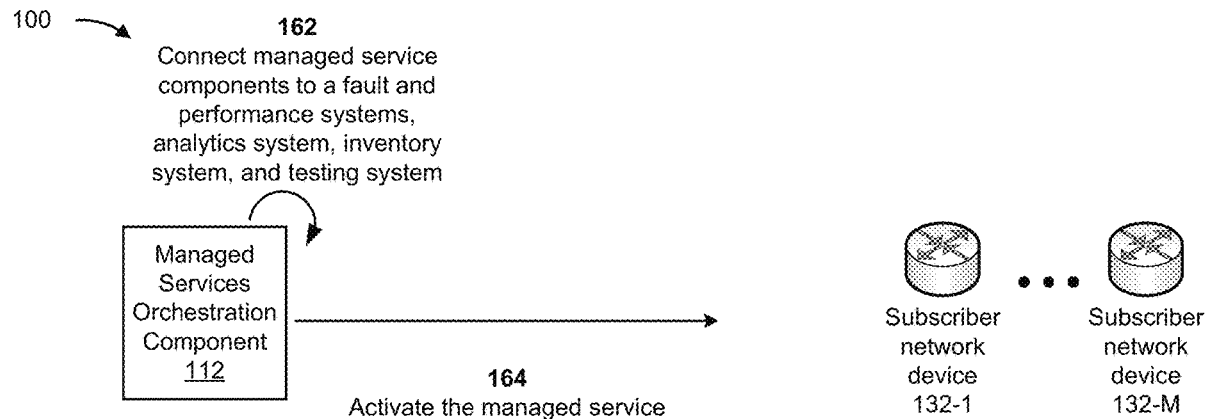 100
162
Connect managed service
components to a fault and
performance systems,
analytics system, inventory
system, and testing system
Managed
Services
Orchestration
Component
112
164
Activate the managed service
Subscriber
network
device
132-1
Subscriber
network
device
132-M